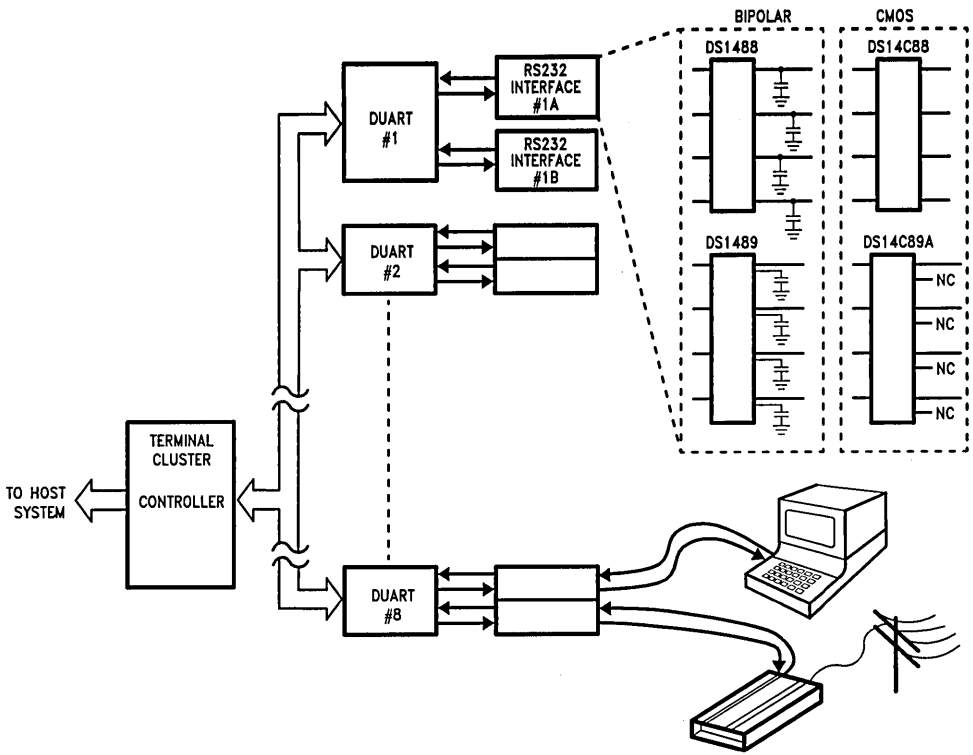 BIPOLAR
CMOS
DS1488
DS14C88
RS232
INTERFACE
#1A
DUART
#1
RS232
INTERFACE
#1B
DUART
#2
DS1489
DS14C89A
NC
NC
NC
NC
TERMINAL
CLUSTER
CONTROLLER
TO HOST
SYSTEM
DUART
#8